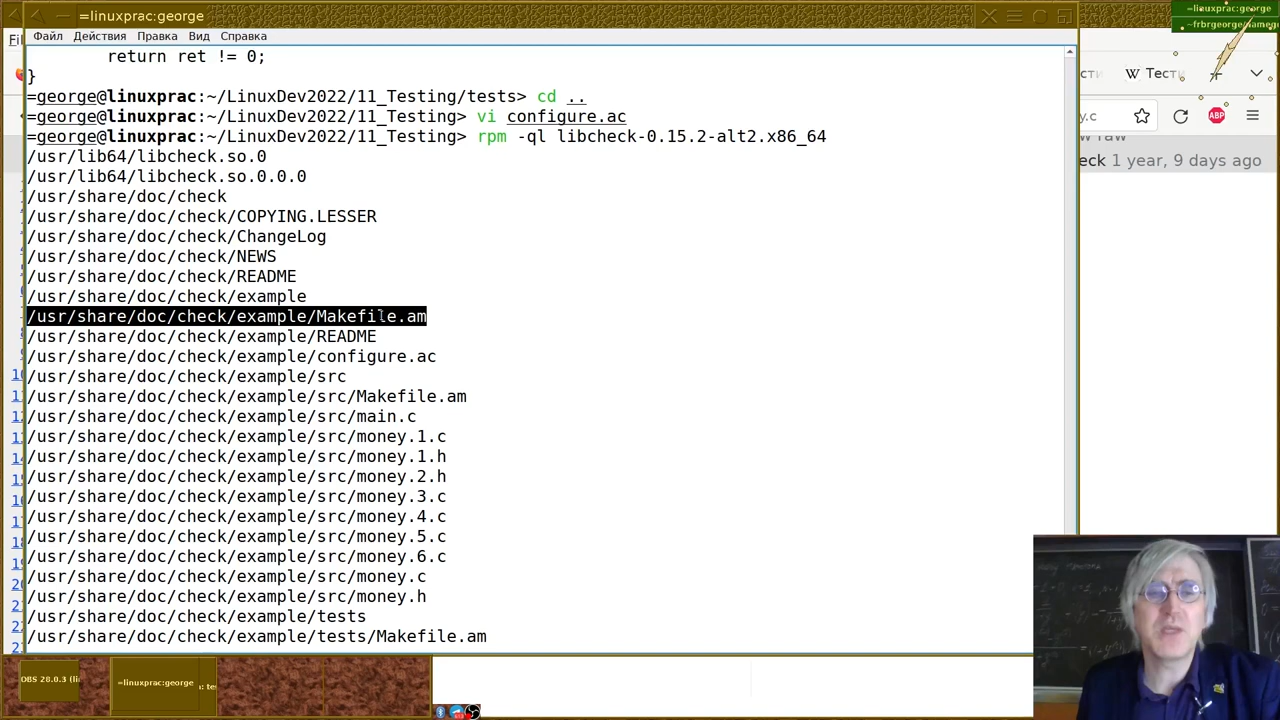 =linuxprac:george
Файл Действия Правка Вид Справка
return ret != 0;
}
=george@linuxprac:~/LinuxDev2022/11_Testing/tests> cd ..
=george@linuxprac:~/LinuxDev2022/11_Testing> vi configure.ac
=george@linuxprac:~/LinuxDev2022/11_Testing> rpm -ql libcheck-0.15.2-alt2.x86_64
/usr/lib64/libcheck.so.0
/usr/lib64/libcheck.so.0.0.0
/usr/share/doc/check
/usr/share/doc/check/COPYING.LESSER
/usr/share/doc/check/ChangeLog
/usr/share/doc/check/NEWS
/usr/share/doc/check/README
/usr/share/doc/check/example
/usr/share/doc/check/example/Makefile.am
/usr/share/doc/check/example/README
/usr/share/doc/check/example/configure.ac
/usr/share/doc/check/example/src
/usr/share/doc/check/example/src/Makefile.am
/usr/share/doc/check/example/src/main.c
/usr/share/doc/check/example/src/money.1.c
/usr/share/doc/check/example/src/money.1.h
/usr/share/doc/check/example/src/money.2.h
/usr/share/doc/check/example/src/money.3.c
/usr/share/doc/check/example/src/money.4.c
/usr/share/doc/check/example/src/money.5.c
/usr/share/doc/check/example/src/money.6.c
/usr/share/doc/check/example/src/money.c
/usr/share/doc/check/example/src/money.h
/usr/share/doc/check/example/tests
/usr/share/doc/check/example/tests/Makefile.am
=linuxprac:george
W Тести
ABP
eck 1 year, 9 days ago
OBS 28.0.3 (li
=linuxprac:george